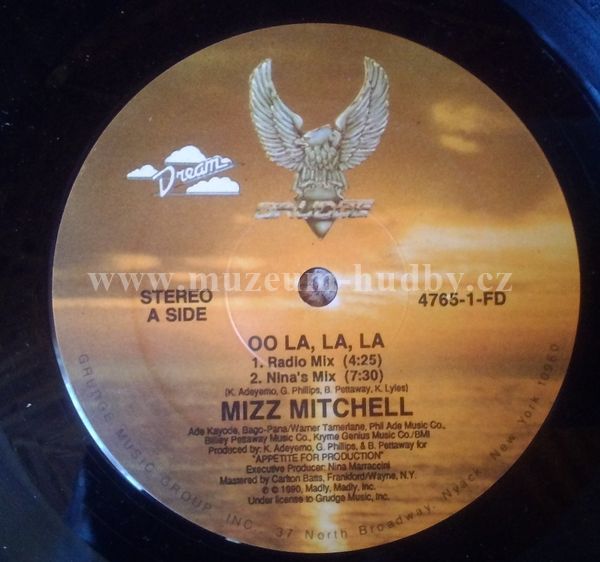 Dream
GRUDGE
www.muzeum-hudby.cz
STEREO
A SIDE
4765-1-FD
OO LA, LA, LA
1. Radio Mix (4:25)
2. Nina's Mix (7:30)
(K. Adeyemo, G. Phillips, B. Pettaway, K. Lyles)
MIZZ MITCHELL
Ade Kayode, Bago-Pana/Warner Tamerlane, Phil Ade Music Co.,
Billey Pettaway Music Co., Kryme Genius Music Co./BMI
Produced by: K. Adeyemo, G. Phillips, & B. Pettaway for
"APPETITE FOR PRODUCTION"
Executive Producer: Nina Marraccini
Mastered by Carlton Batts, Frankford/Wayne, N.Y.
℗ © 1990, Madly, Madly, Inc.
Under license to Grudge Music, Inc.
GRUDGE MUSIC GROUP INC. 37 North Broadway, Nyack, New York 10960